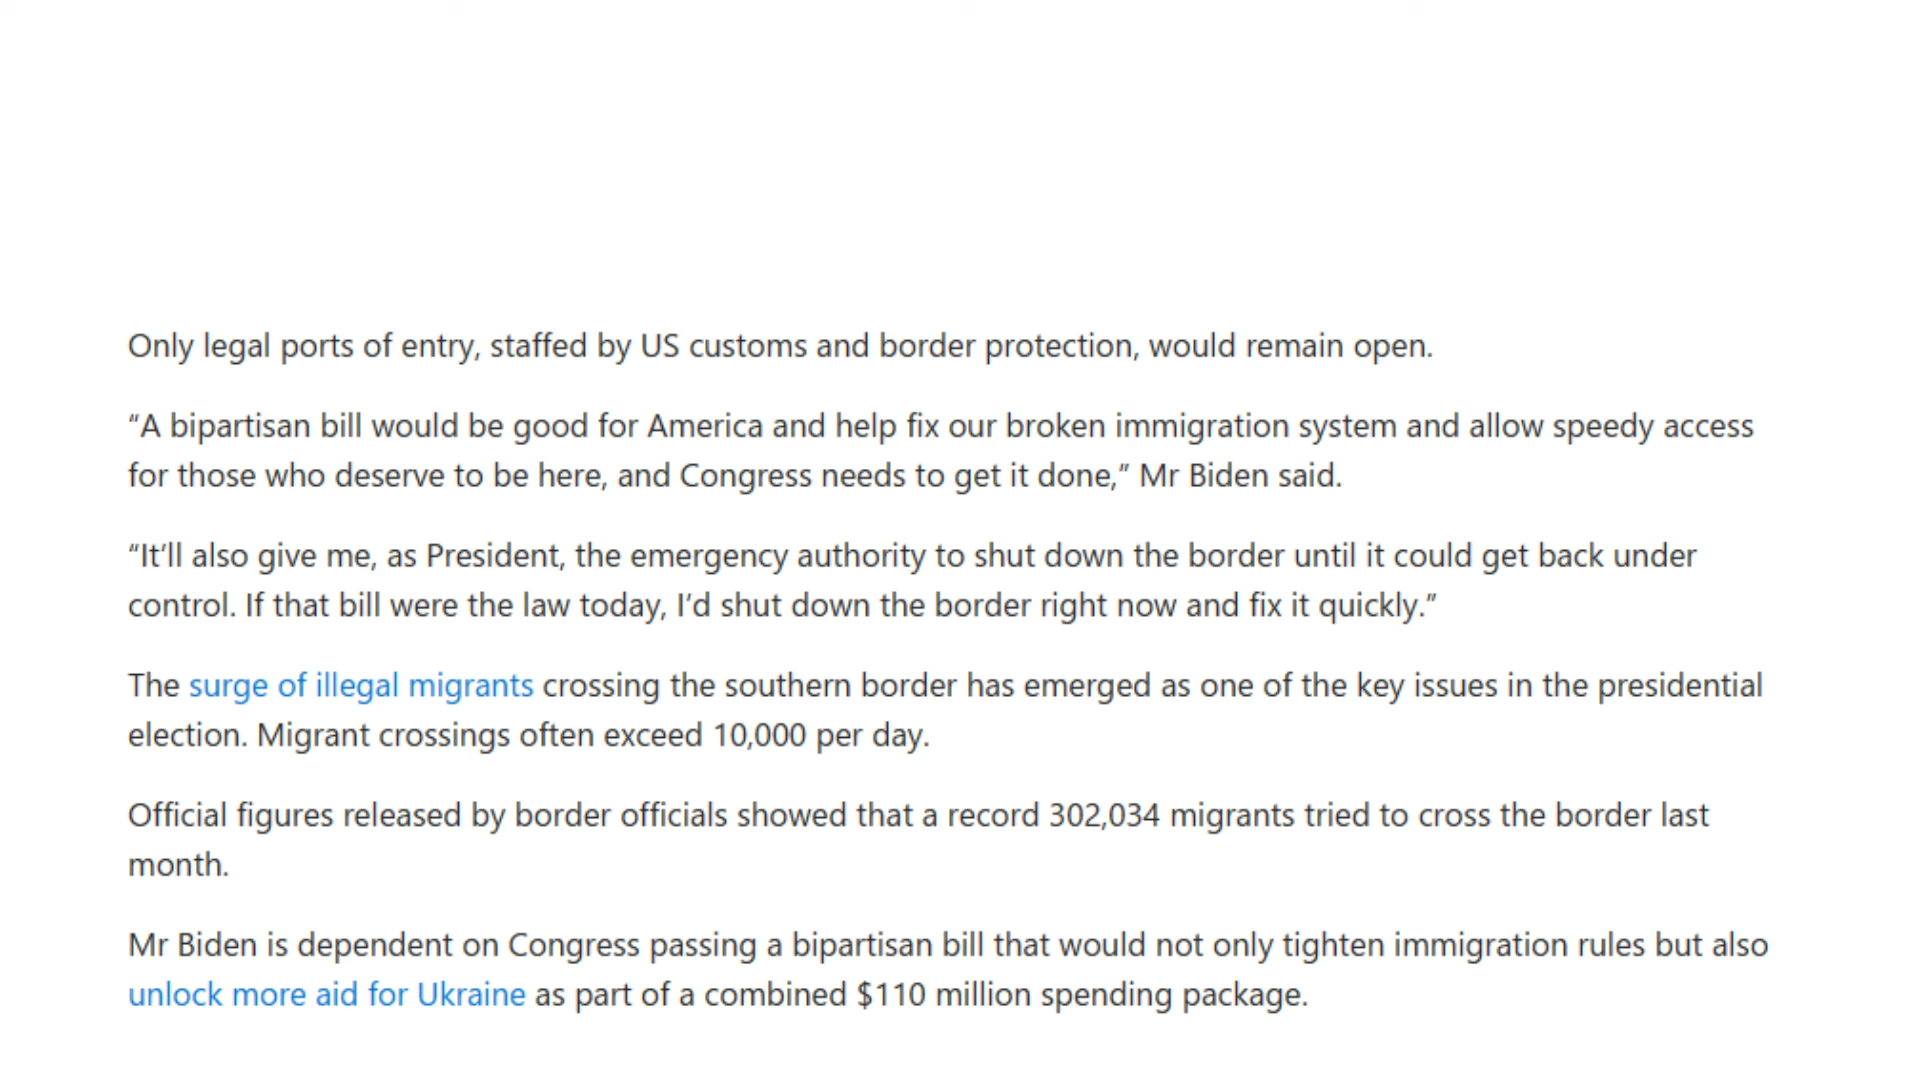 Only legal ports of entry, staffed by US customs and border protection, would remain open.
“A bipartisan bill would be good for America and help fix our broken immigration system and allow speedy access
for those who deserve to be here, and Congress needs to get it done,” Mr Biden said.
“It’ll also give me, as President, the emergency authority to shut down the border until it could get back under
control. If that bill were the law today, I’d shut down the border right now and fix it quickly.”
The surge of illegal migrants crossing the southern border has emerged as one of the key issues in the presidential
election. Migrant crossings often exceed 10,000 per day.
Official figures released by border officials showed that a record 302,034 migrants tried to cross the border last
month.
Mr Biden is dependent on Congress passing a bipartisan bill that would not only tighten immigration rules but also
unlock more aid for Ukraine as part of a combined $110 million spending package.